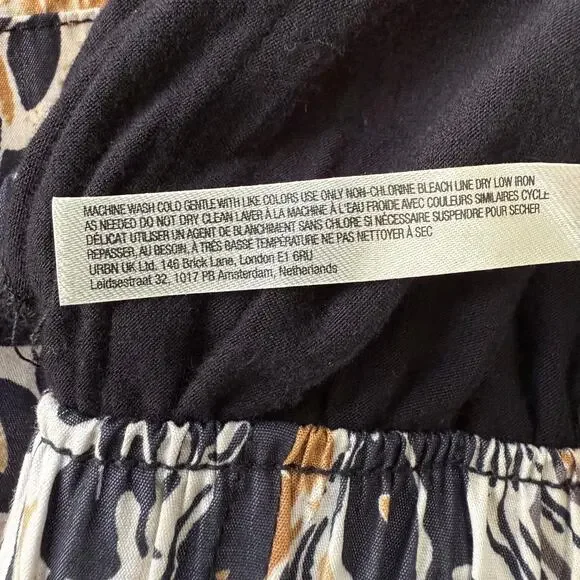 MACHINE WASH COLD GENTLE WITH LIKE COLORS USE ONLY NON-CHLORINE BLEACH LINE DRY LOW IRON
AS NEEDED DO NOT DRY CLEAN LAVER À LA MACHINE À L'EAU FROIDE AVEC COULEURS SIMILAIRES CYCLE
DÉLICAT UTILISER UN AGENT DE BLANCHIMENT SANS CHLORE SI NÉCESSAIRE SUSPENDRE POUR SECHER
REPASSER, AU BESOIN, À TRÈS BASSE TEMPÉRATURE NE PAS NETTOYER À SEC
URBN UK Ltd. 146 Brick Lane, London E1 6RU
Leidsestraat 32, 1017 PB Amsterdam, Netherlands